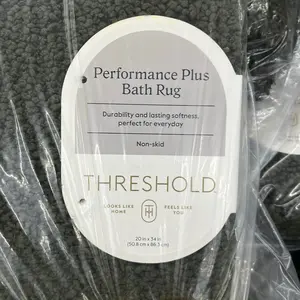 Performance Plus
Bath Rug
Durability and lasting softness,
perfect for everyday
Non-skid
THRESHOLD
LOOKS LIKE
HOME
FEELS LIKE
YOU
20 in x 34 in
(50.8 cm x 86.3 cm)